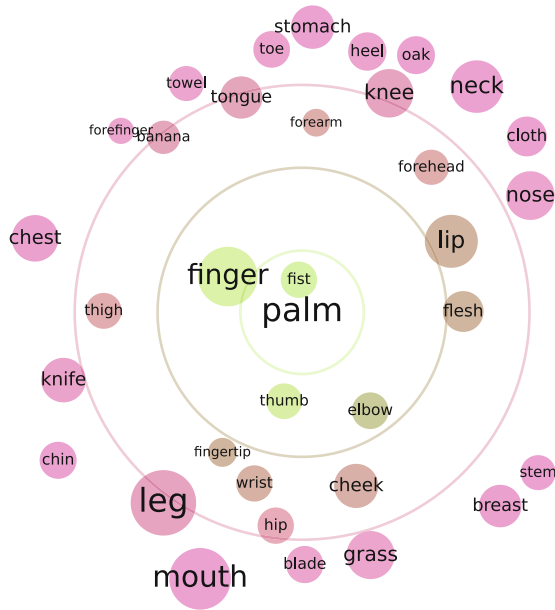 stomach
toe
heel
oak
towel
tongue
knee
neck
forefinger
banana
forearm
cloth
forehead
nose
chest
lip
finger
fist
palm
thigh
flesh
knife
thumb
elbow
fingertip
chin
wrist
cheek
stem
leg
breast
hip
grass
blade
mouth